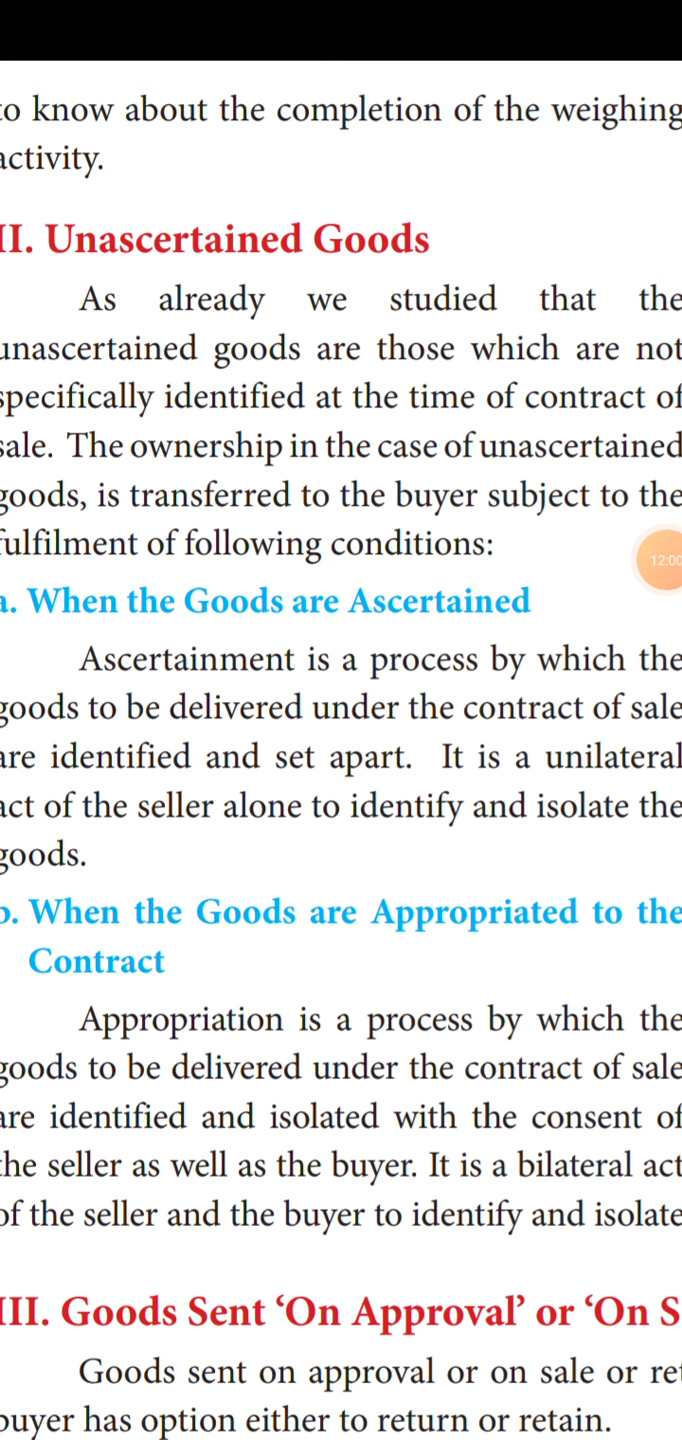 to know about the completion of the weighing
activity.
II. Unascertained Goods
As already we studied that the
unascertained goods are those which are not
specifically identified at the time of contract of
sale. The ownership in the case of unascertained
goods, is transferred to the buyer subject to the
fulfilment of following conditions:
12:00
a. When the Goods are Ascertained
Ascertainment is a process by which the
goods to be delivered under the contract of sale
are identified and set apart. It is a unilateral
act of the seller alone to identify and isolate the
goods.
b. When the Goods are Appropriated to the
Contract
Appropriation is a process by which the
goods to be delivered under the contract of sale
are identified and isolated with the consent of
the seller as well as the buyer. It is a bilateral act
of the seller and the buyer to identify and isolate
III. Goods Sent ‘On Approval’ or ‘On S
Goods sent on approval or on sale or ret
buyer has option either to return or retain.